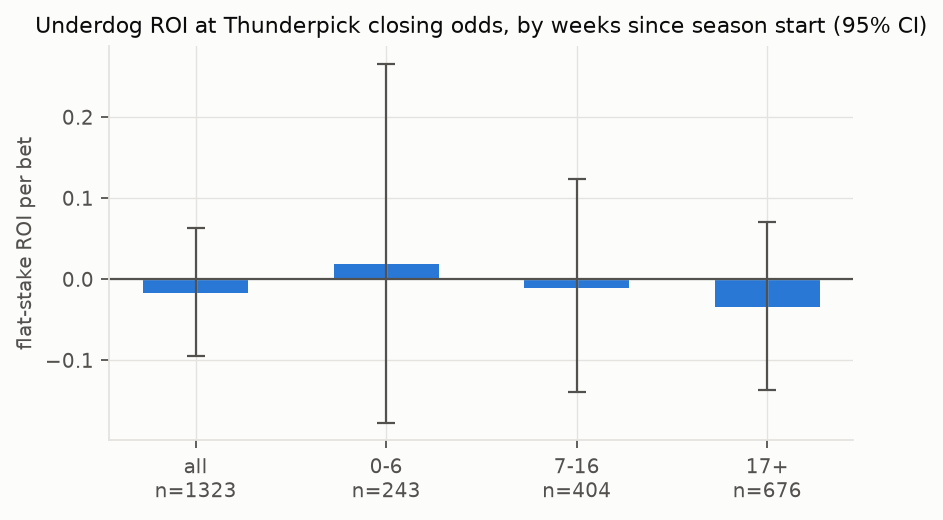 Underdog ROI at Thunderpick closing odds, by weeks since season start (95% CI)
flat-stake ROI per bet
0.2
0.1
0.0
−0.1
all
n=1323
0-6
n=243
7-16
n=404
17+
n=676